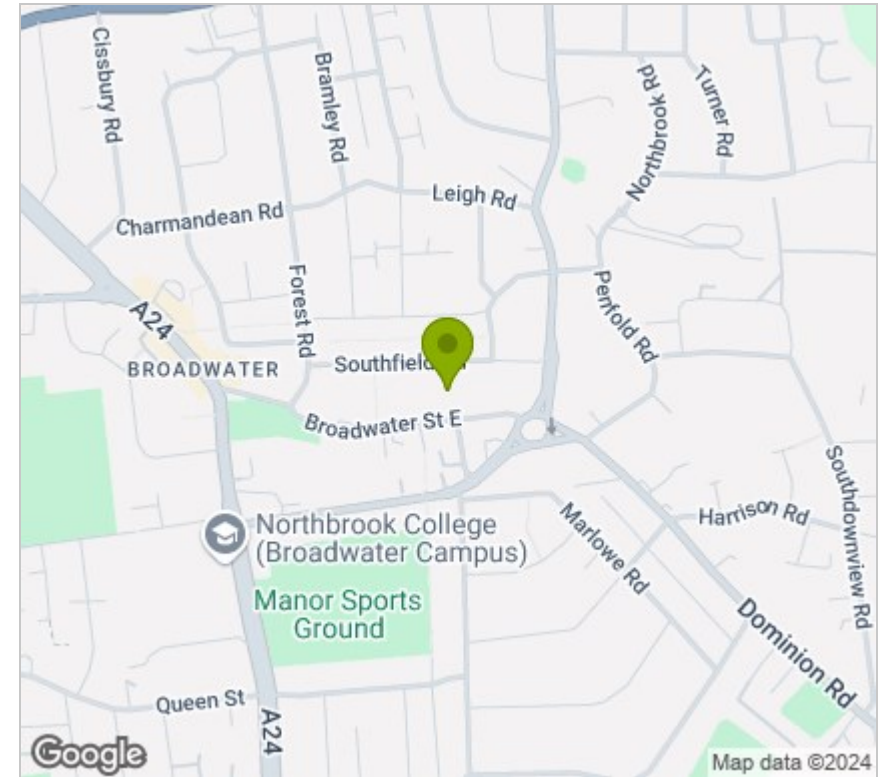 Cissbury Rd
Bramley Rd
Northbrook Rd
Turner Rd
Leigh Rd
Charmandean Rd
Forest Rd
Penfold Rd
A24
BROADWATER
Southfield
Broadwater St E
Southdownview Rd
Harrison Rd
Marlowe Rd
Northbrook College
(Broadwater Campus)
Manor Sports
Ground
Dominion Rd
Queen St
A24
Google
Map data ©2024